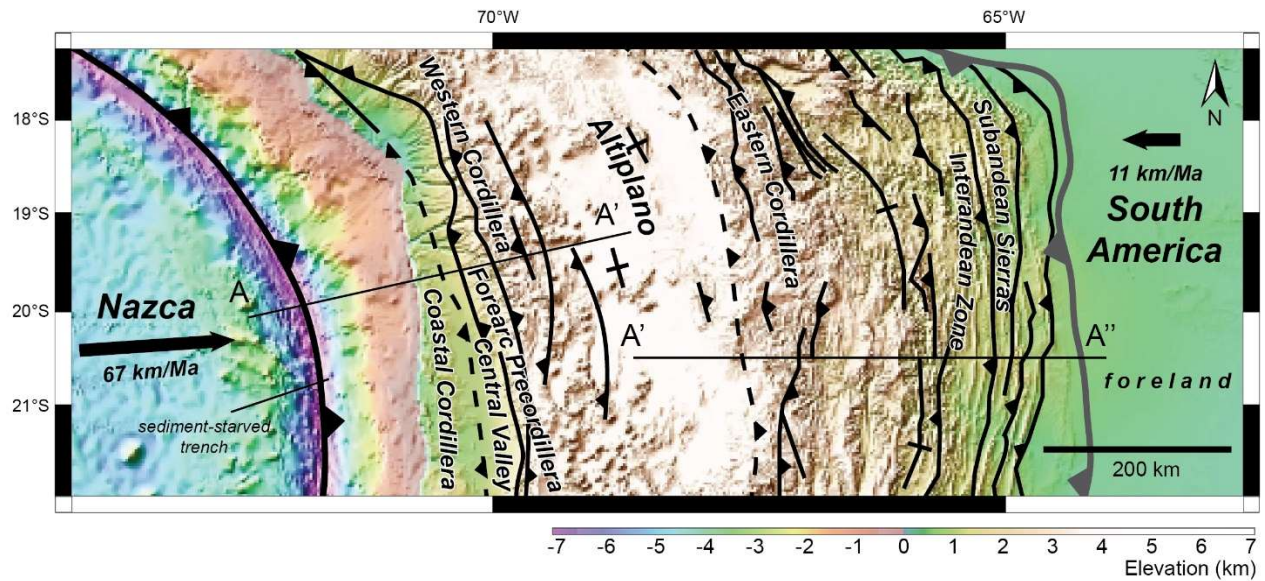 70°W
65°W
18°S
19°S
20°S
21°S
Nazca
67 km/Ma
sediment-starved
trench
A
A'
Coastal Cordillera
Central Valley
Forearc Precordillera
Western Cordillera
Altiplano
A'
Eastern Cordillera
Interandean Zone
Subandean Sierras
A''
N
11 km/Ma
South
America
foreland
200 km
-7 -6 -5 -4 -3 -2 -1 0 1 2 3 4 5 6 7
Elevation (km)